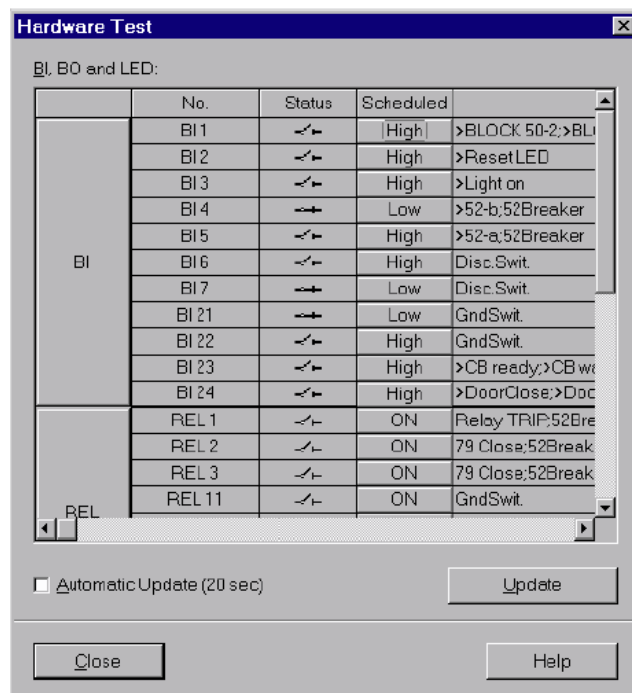 Hardware Test
BI, BO and LED:
No. Status Scheduled
BI
BI 1 High >BLOCK 50-2;>BL
BI 2 High >ResetLED
BI 3 High >Light on
BI 4 Low >52-b;52Breaker
BI 5 High >52-a;52Breaker
BI 6 High Disc.Swit.
BI 7 Low Disc.Swit.
BI 21 Low GndSwit.
BI 22 High GndSwit.
BI 23 High >CB ready;>CB wa
BI 24 High >DoorClose;>Doo
REL
REL 1 ON Relay TRIP;52Bre
REL 2 ON 79 Close;52Break
REL 3 ON 79 Close;52Break
REL 11 ON GndSwit.
Automatic Update (20 sec)
Update
Close
Help